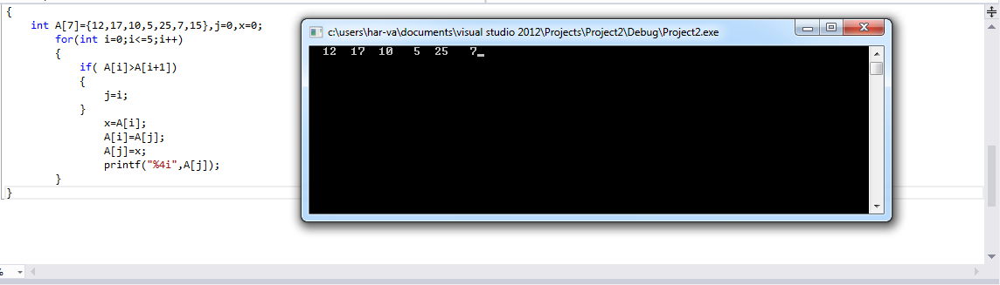 {
int A[7]={12,17,10,5,25,7,15},j=0,x=0;
for(int i=0;i<=5;i++)
{
if( A[i]>A[i+1])
{
j=i;
}
x=A[i];
A[i]=A[j];
A[j]=x;
printf("%4i",A[j]);
}
}
c:\users\har-va\documents\visual studio 2012\Projects\Project2\Debug\Project2.exe
12 17 10 5 25 7
%